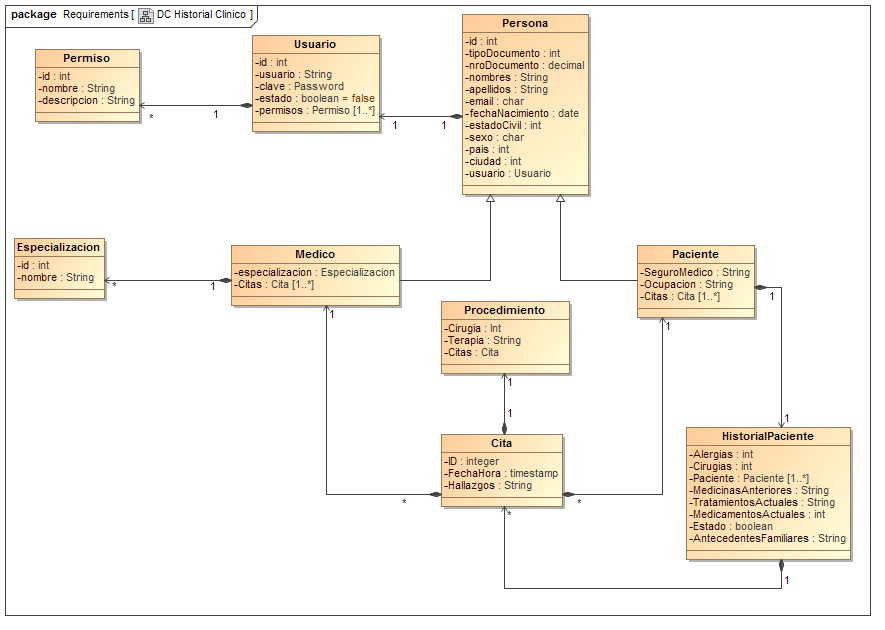 package Requirements [ DC Historial Clinico ]
Persona
-id : int
-tipoDocumento : int
-nroDocumento : decimal
-nombres : String
-apellidos : String
-email : char
-fechaNacimiento : date
-estadoCivil : int
-sexo : char
-pais : int
-ciudad : int
-usuario : Usuario
Usuario
-id : int
-usuario : String
-clave : Password
-estado : boolean = false
-permisos : Permiso [1..*]
Permiso
-id : int
-nombre : String
-descripcion : String
*
1
1
1
Especializacion
-id : int
-nombre : String
*
1
Medico
-especializacion : Especializacion
-Citas : Cita [1..*]
1
Paciente
-SeguroMedico : String
-Ocupacion : String
-Citas : Cita [1..*]
1
1
Procedimiento
-Cirugia : Int
-Terapia : String
-Citas : Cita
1
1
Cita
-ID : integer
-FechaHora : timestamp
-Hallazgos : String
*
*
*
1
HistorialPaciente
-Alergias : int
-Cirugias : int
-Paciente : Paciente [1..*]
-MedicinasAnteriores : String
-TratamientosActuales : String
-MedicamentosActuales : int
-Estado : boolean
-AntecedentesFamiliares : String
1